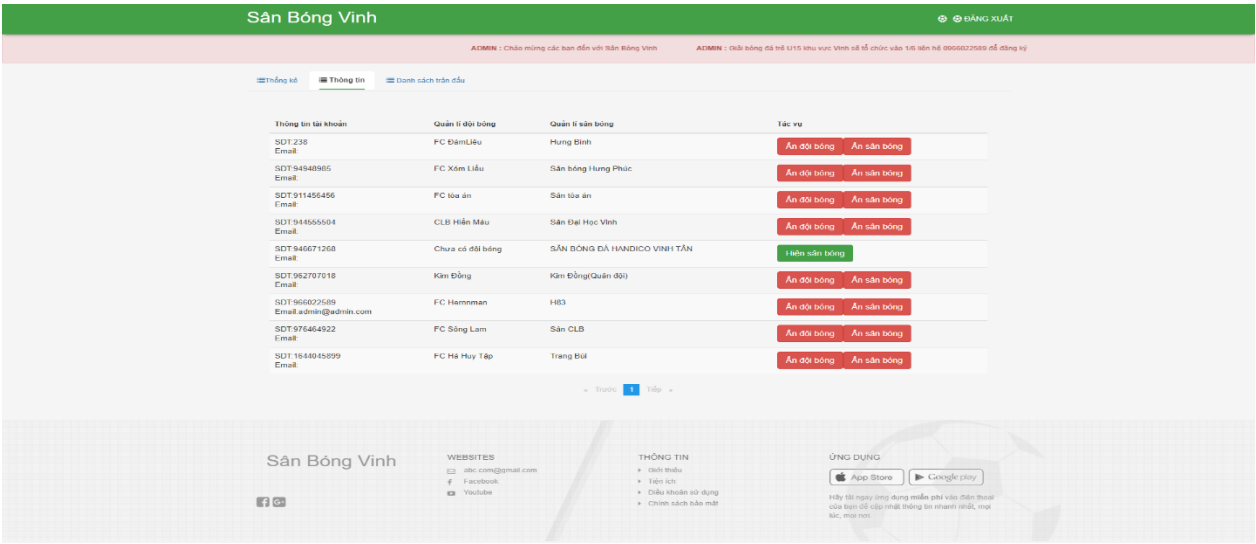 Sân Bóng Vinh
ĐĂNG XUẤT
ADMIN : Chào mừng các bạn đến với Sân Bóng Vinh ADMIN : Giải bóng đá trẻ U15 khu vực Vinh sẽ tổ chức vào 1/6 liên hệ 0966022589 để đăng ký
Thống kê Thông tin Danh sách trận đấu
Thông tin tài khoản Quản lí đội bóng Quản lí sân bóng Tác vụ
SDT:238 FC ĐámLiêu Hưng Bình Ẩn đội bóng Ẩn sân bóng
Email:
SDT:94948985 FC Xóm Liễu Sân bóng Hưng Phúc Ẩn đội bóng Ẩn sân bóng
Email:
SDT:911456456 FC tòa án Sân tòa án Ẩn đội bóng Ẩn sân bóng
Email:
SDT:944555504 CLB Hiến Máu Sân Đại Học Vinh Ẩn đội bóng Ẩn sân bóng
Email:
SDT:946671268 Chưa có đội bóng SÂN BÓNG ĐÁ HANDICO VINH TÂN Hiện sân bóng
Email:
SDT:962707018 Kim Đồng Kim Đồng(Quân đội) Ẩn đội bóng Ẩn sân bóng
Email:
SDT:966022589 FC Hamnman H83 Ẩn đội bóng Ẩn sân bóng
Email:admin@admin.com
SDT:976464922 FC Sông Lam Sân CLB Ẩn đội bóng Ẩn sân bóng
Email:
SDT:1644045899 FC Hà Huy Tập Trang Bùi Ẩn đội bóng Ẩn sân bóng
Email:
« Trước 1 Tiếp »
Sân Bóng Vinh
WEBSITES
abc.com@gmail.com
Facebook
Youtube
THÔNG TIN
Giới thiệu
Tiện ích
Điều khoản sử dụng
Chính sách bảo mật
ỨNG DỤNG
App Store Google play
Hãy tải ngay ứng dụng miễn phí vào điện thoại
của bạn để cập nhật thông tin nhanh nhất, mọi
lúc, mọi nơi.